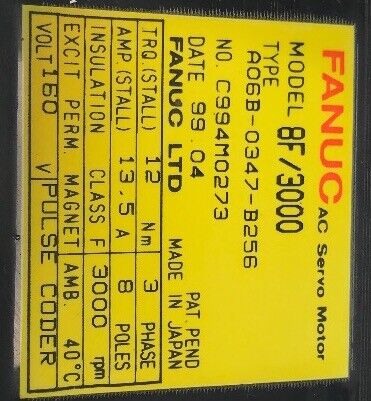 FANUC AC Servo Motor
MODEL 8F/3000
TYPE A06B-0347-B256
NO. C994M0273
DATE 99.04
PAT. PEND
FANUC LTD MADE IN JAPAN
TRQ (STALL) 12 Nm 3 PHASE
AMP (STALL) 13,5 A 8 POLES
INSULATION CLASS F 3000 rpm
EXCIT PERM. MAGNET AMB. 40°C
VOLT 160 V PULSE CODER